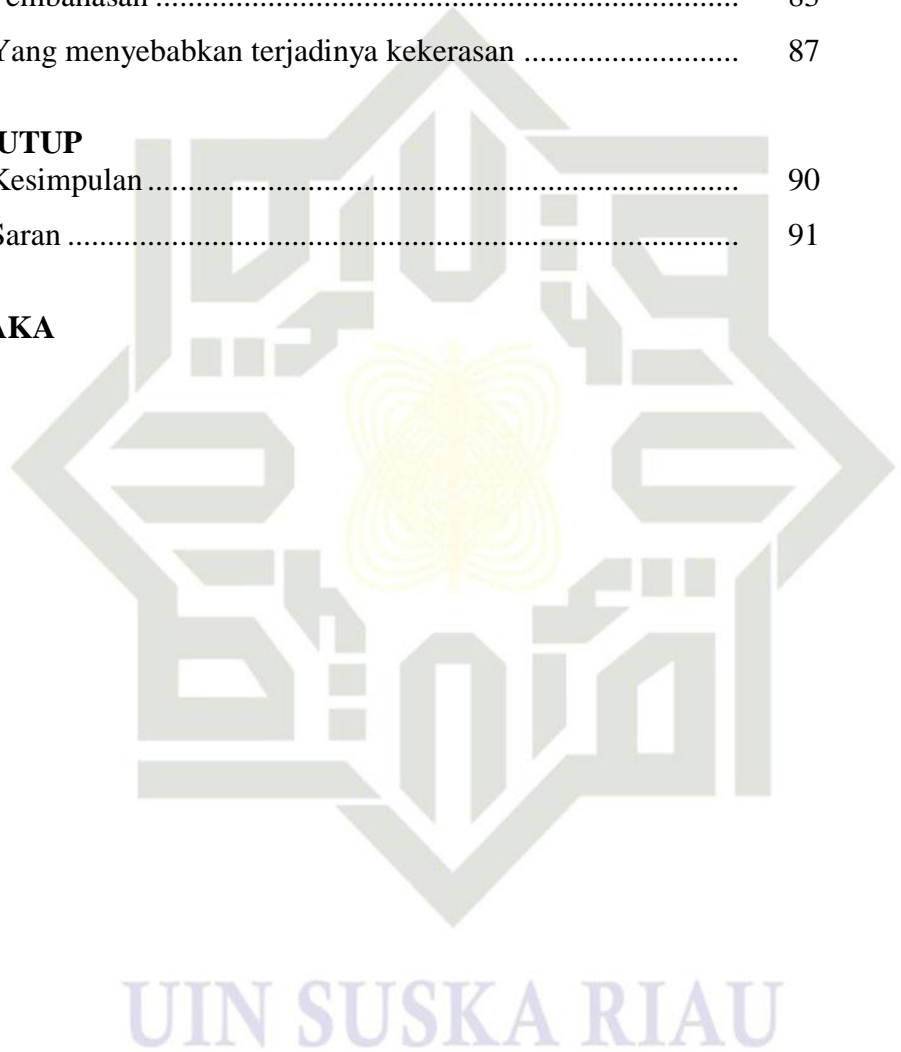 Yang menyebabkan terjadinya kekerasan ........................... 87
UTUP
Kesimpulan .......................................................................... 90
Saran .................................................................................... 91
AKA
UIN SUSKA RIAU